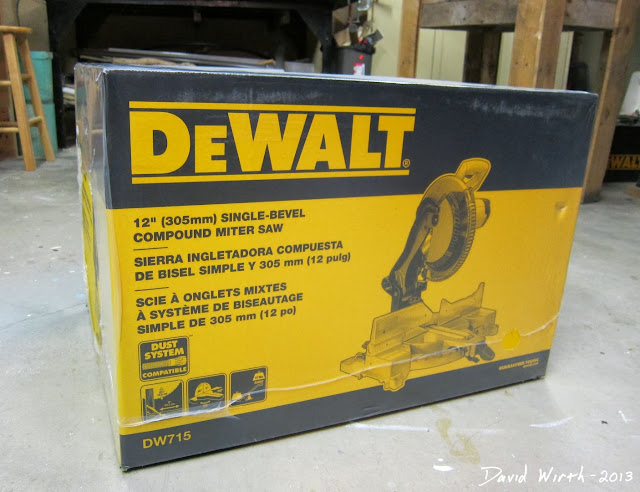 DEWALT®
12" (305mm) SINGLE-BEVEL
COMPOUND MITER SAW
SIERRA INGLETADORA COMPUESTA
DE BISEL SIMPLE Y 305 mm (12 pulg)
SCIE À ONGLETS MIXTES
À SYSTÈME DE BISEAUTAGE
SIMPLE DE 305 mm (12 po)
DUST
SYSTEM
COMPATIBLE
DW715
David Wirth-2013